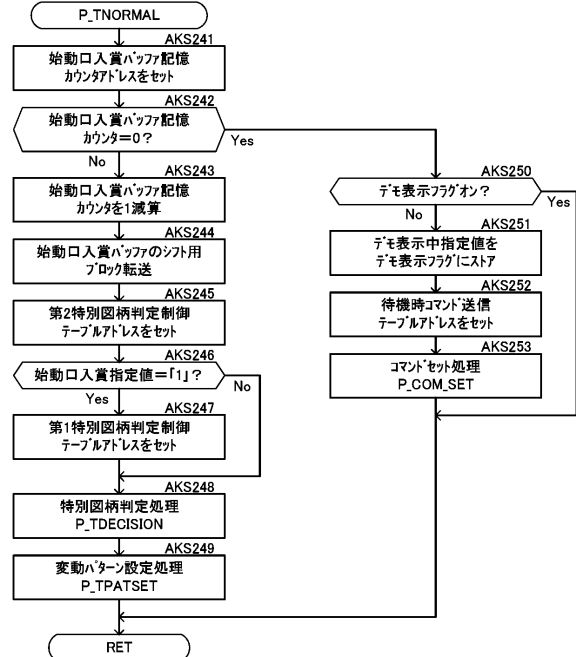 P_TNORMAL
AKS241
始動口入賞バッファ記憶
カウンタアドレスをセット
AKS242
始動口入賞バッファ記憶
カウンタ=0?
Yes
No
AKS243
始動口入賞バッファ記憶
カウンタを1減算
AKS244
始動口入賞バッファのシフト用
ブロック転送
AKS245
第2特別図柄判定制御
テーブルアドレスをセット
AKS246
始動口入賞指定値=「1」?
No
Yes
AKS247
第1特別図柄判定制御
テーブルアドレスをセット
AKS248
特別図柄判定処理
P_TDECISION
AKS249
変動パターン設定処理
P_TPATSET
RET
AKS250
デモ表示フラグオン?
Yes
No
AKS251
デモ表示中指定値を
デモ表示フラグにストア
AKS252
待機時コマンド送信
テーブルアドレスをセット
AKS253
コマンドセット処理
P_COM_SET